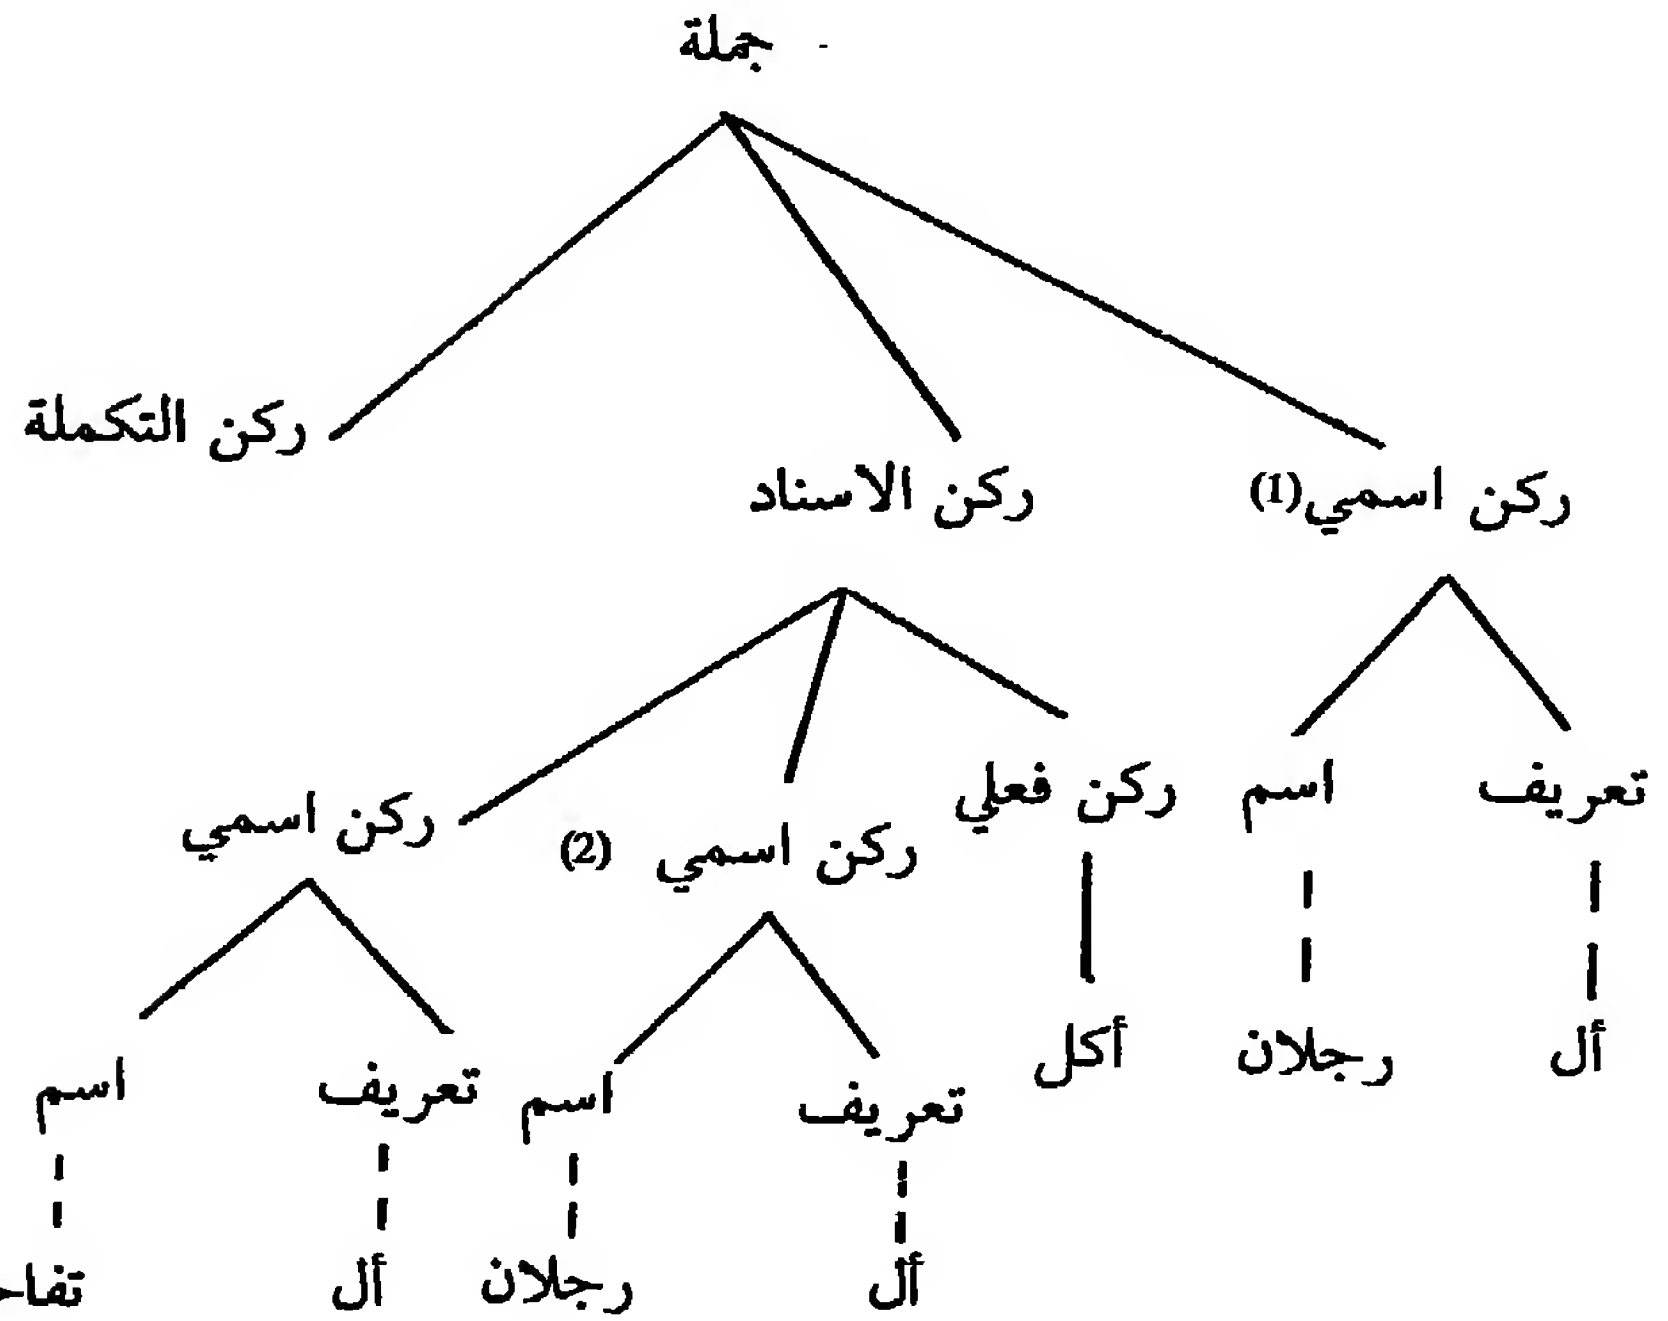 جملة
ركن اسمي(1) ركن الاسناد ركن التكملة
تعريف اسم ركن فعلي ركن اسمي (2) ركن اسمي
أل رجلان أكل تعريف اسم تعريف اسم
أل رجلان أل